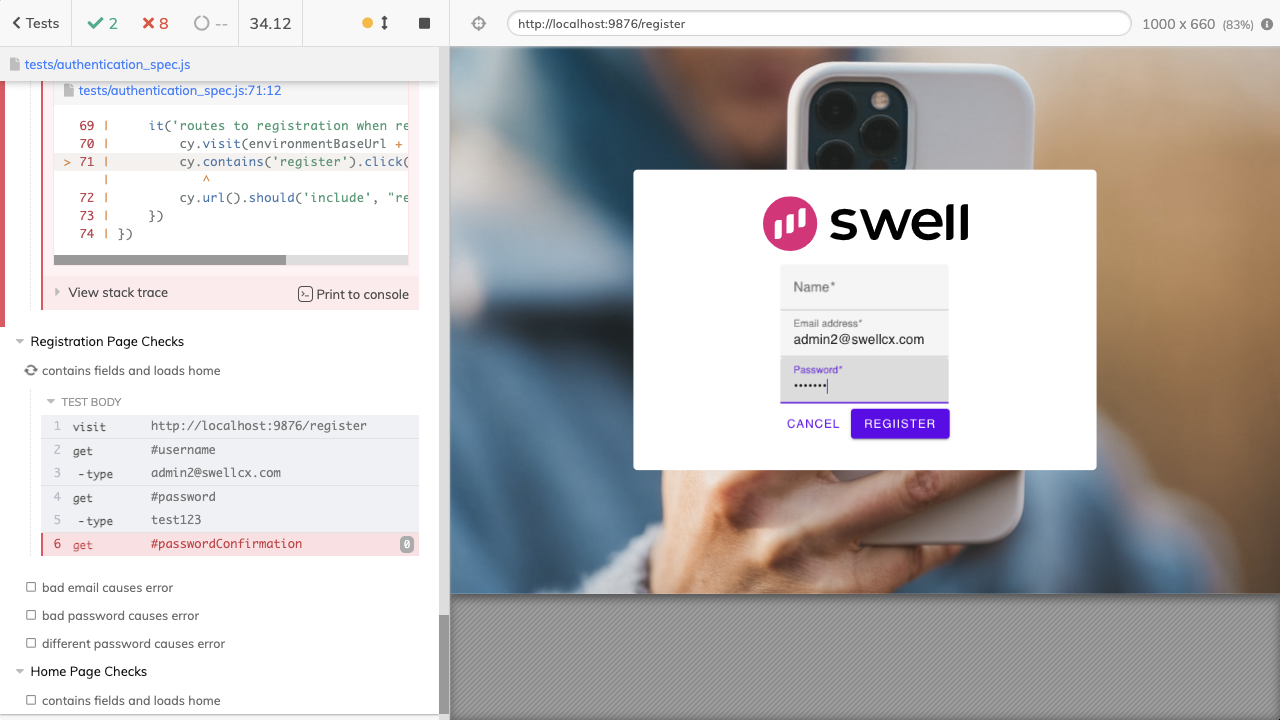 Tests
2
8
--
34.12
http://localhost:9876/register
1000 x 660 (83%)
tests/authentication_spec.js
tests/authentication_spec.js:71:12
69 | it('routes to registration when re
70 | cy.visit(environmentBaseUrl +
> 71 | cy.contains('register').click(
| ^
72 | cy.url().should('include', "re
73 | })
74 | })
View stack trace
Print to console
Registration Page Checks
contains fields and loads home
TEST BODY
1 visit http://localhost:9876/register
2 get #username
3 -type admin2@swellcx.com
4 get #password
5 -type test123
6 get #passwordConfirmation 0
bad email causes error
bad password causes error
different password causes error
Home Page Checks
contains fields and loads home
swell
Name*
Email address*
admin2@swellcx.com
Password*
•••••••
CANCEL
REGIISTER